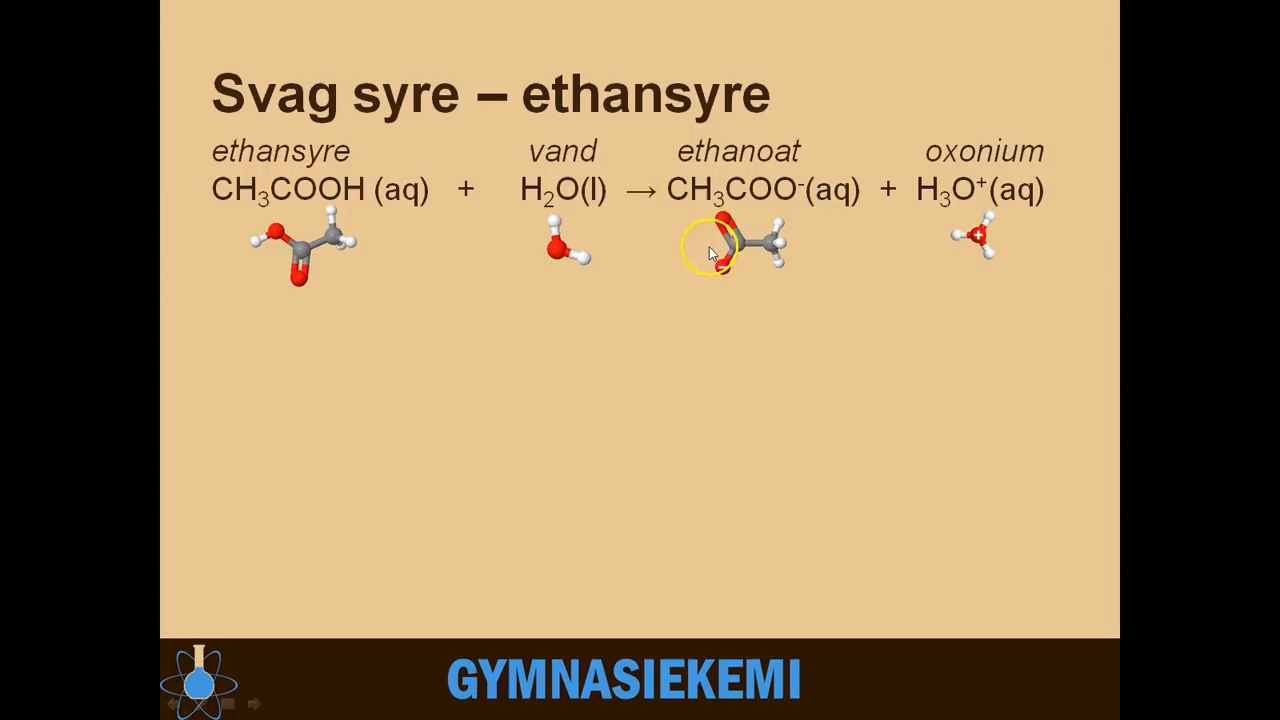 Svag syre – ethansyre
ethansyre vand ethanoat oxonium
CH₃COOH (aq) + H₂O(l) → CH₃COO⁻(aq) + H₃O⁺(aq)
GYMNASIEKEMI